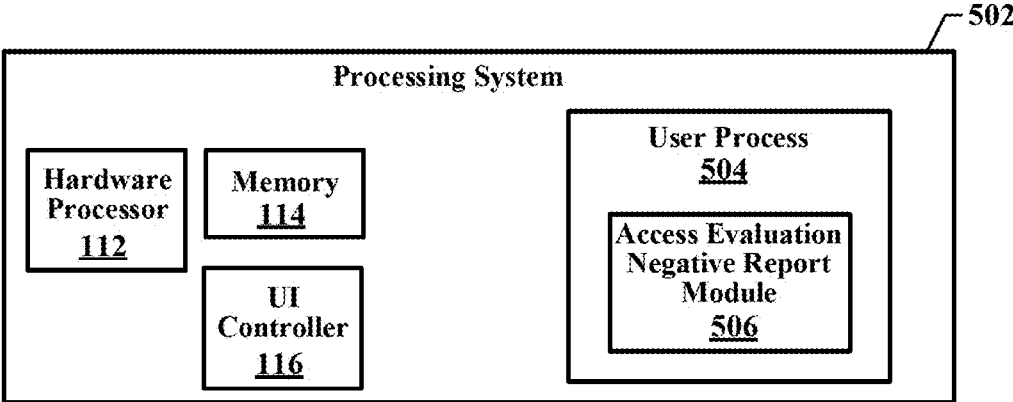 502
Processing System
Hardware
Processor
112
Memory
114
UI
Controller
116
User Process
504
Access Evaluation
Negative Report
Module
506